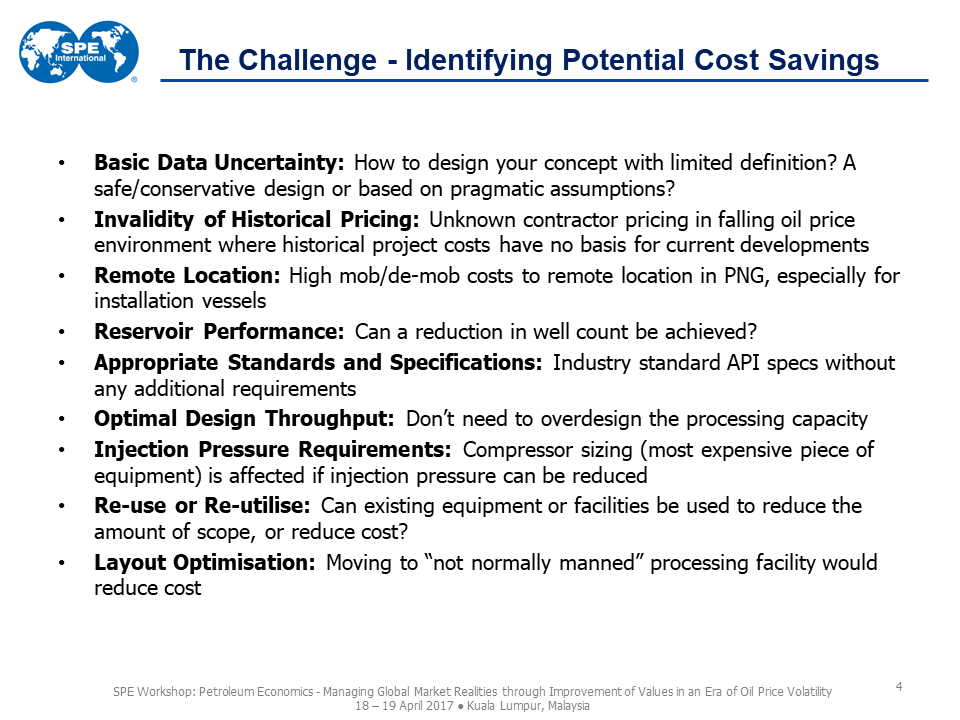 SPE
International
®
The Challenge - Identifying Potential Cost Savings
• Basic Data Uncertainty: How to design your concept with limited definition? A
safe/conservative design or based on pragmatic assumptions?
• Invalidity of Historical Pricing: Unknown contractor pricing in falling oil price
environment where historical project costs have no basis for current developments
• Remote Location: High mob/de-mob costs to remote location in PNG, especially for
installation vessels
• Reservoir Performance: Can a reduction in well count be achieved?
• Appropriate Standards and Specifications: Industry standard API specs without
any additional requirements
• Optimal Design Throughput: Don’t need to overdesign the processing capacity
• Injection Pressure Requirements: Compressor sizing (most expensive piece of
equipment) is affected if injection pressure can be reduced
• Re-use or Re-utilise: Can existing equipment or facilities be used to reduce the
amount of scope, or reduce cost?
• Layout Optimisation: Moving to “not normally manned” processing facility would
reduce cost
SPE Workshop: Petroleum Economics - Managing Global Market Realities through Improvement of Values in an Era of Oil Price Volatility
18 – 19 April 2017 ● Kuala Lumpur, Malaysia
4